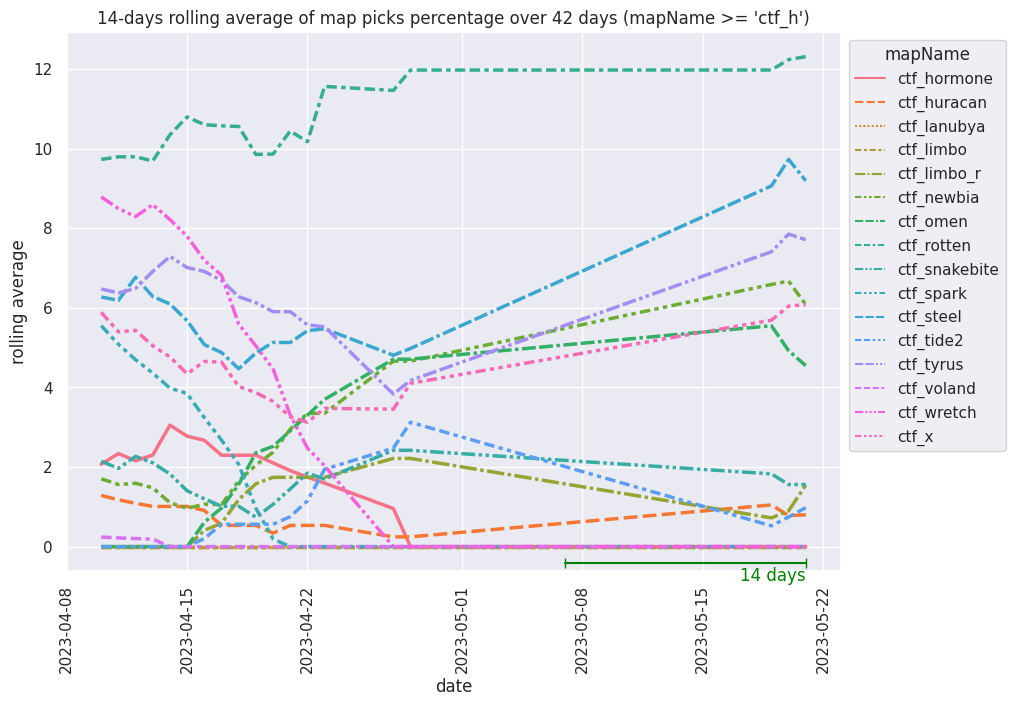 14-days rolling average of map picks percentage over 42 days (mapName >= 'ctf_h')
rolling average
12
10
8
6
4
2
0
14 days
2023-04-08
2023-04-15
2023-04-22
2023-05-01
2023-05-08
2023-05-15
2023-05-22
date
mapName
ctf_hormone
ctf_huracan
ctf_lanubya
ctf_limbo
ctf_limbo_r
ctf_newbia
ctf_omen
ctf_rotten
ctf_snakebite
ctf_spark
ctf_steel
ctf_tide2
ctf_tyrus
ctf_voland
ctf_wretch
ctf_x